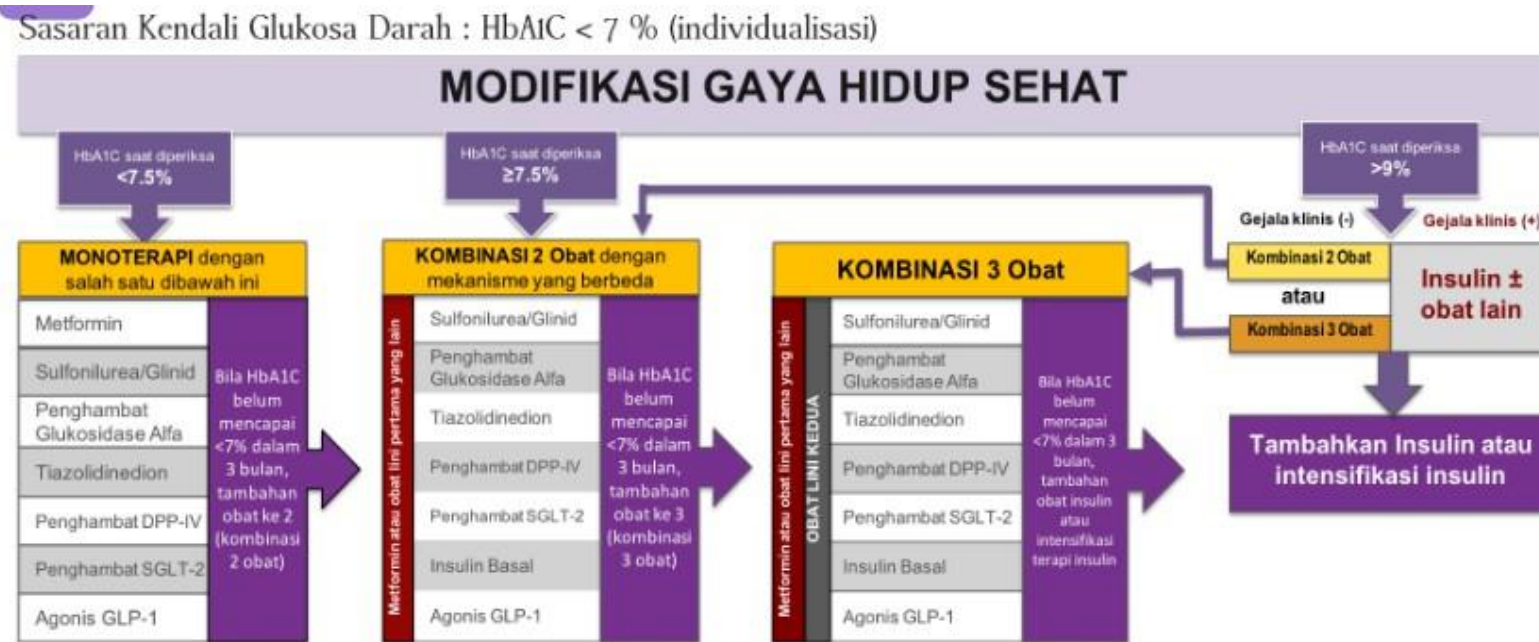 Sasaran Kendali Glukosa Darah : HbA1C < 7 % (individualisasi)
MODIFIKASI GAYA HIDUP SEHAT
HbA1C saat diperiksa
<7.5%
HbA1C saat diperiksa
≥7.5%
HbA1C saat diperiksa
>9%
Gejala klinis (-)
Gejala klinis (+)
Kombinasi 2 Obat
atau
Kombinasi 3 Obat
Insulin ±
obat lain
Tambahkan Insulin atau
intensifikasi insulin
MONOTERAPI dengan
salah satu dibawah ini
Metformin
Sulfonilurea/Glinid
Penghambat
Glukosidase Alfa
Tiazolidinedion
Penghambat DPP-IV
Penghambat SGLT-2
Agonis GLP-1
Bila HbA1C
belum
mencapai
<7% dalam
3 bulan,
tambahan
obat ke 2
(kombinasi
2 obat)
KOMBINASI 2 Obat dengan
mekanisme yang berbeda
Metformin atau obat lini pertama yang lain
Sulfonilurea/Glinid
Penghambat
Glukosidase Alfa
Tiazolidinedion
Penghambat DPP-IV
Penghambat SGLT-2
Insulin Basal
Agonis GLP-1
Bila HbA1C
belum
mencapai
<7% dalam
3 bulan,
tambahan
obat ke 3
(kombinasi
3 obat)
KOMBINASI 3 Obat
Metformin atau obat lini pertama yang lain
OBAT LINI KEDUA
Sulfonilurea/Glinid
Penghambat
Glukosidase Alfa
Tiazolidinedion
Penghambat DPP-IV
Penghambat SGLT-2
Insulin Basal
Agonis GLP-1
Bila HbA1C
belum
mencapai
<7% dalam 3
bulan,
tambahan
obat insulin
atau
intensifikasi
terapi insulin